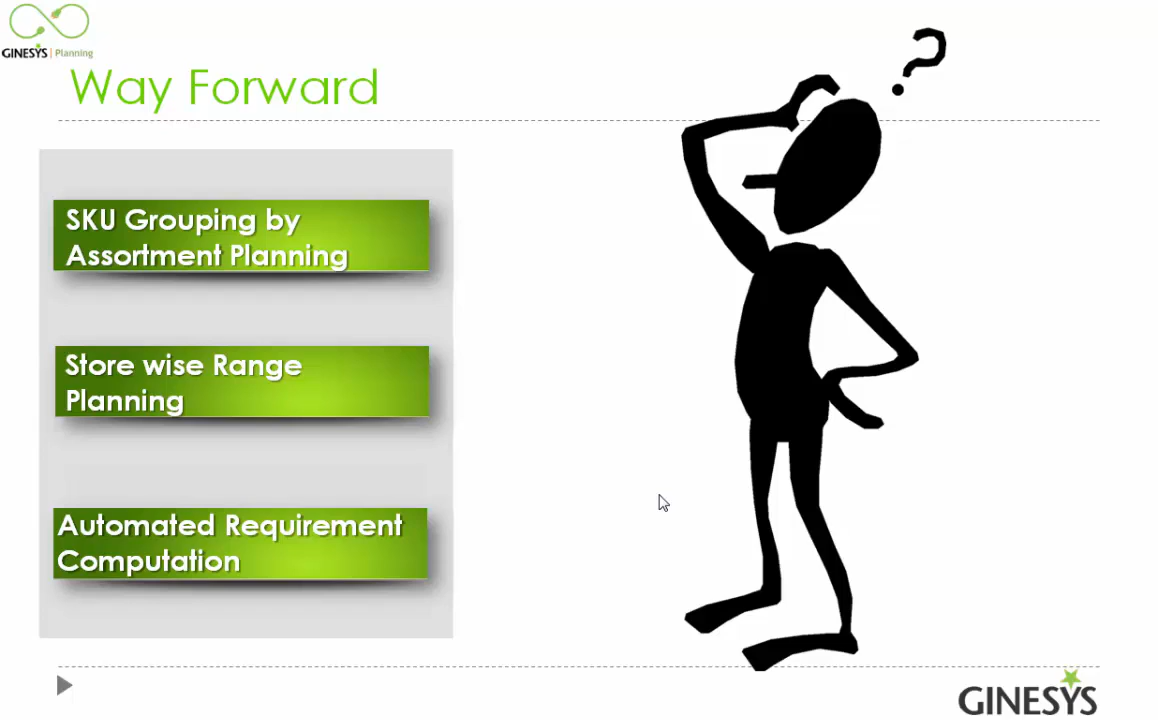 GINESYS | Planning
Way Forward
?
SKU Grouping by
Assortment Planning
Store wise Range
Planning
Automated Requirement
Computation
GINESYS